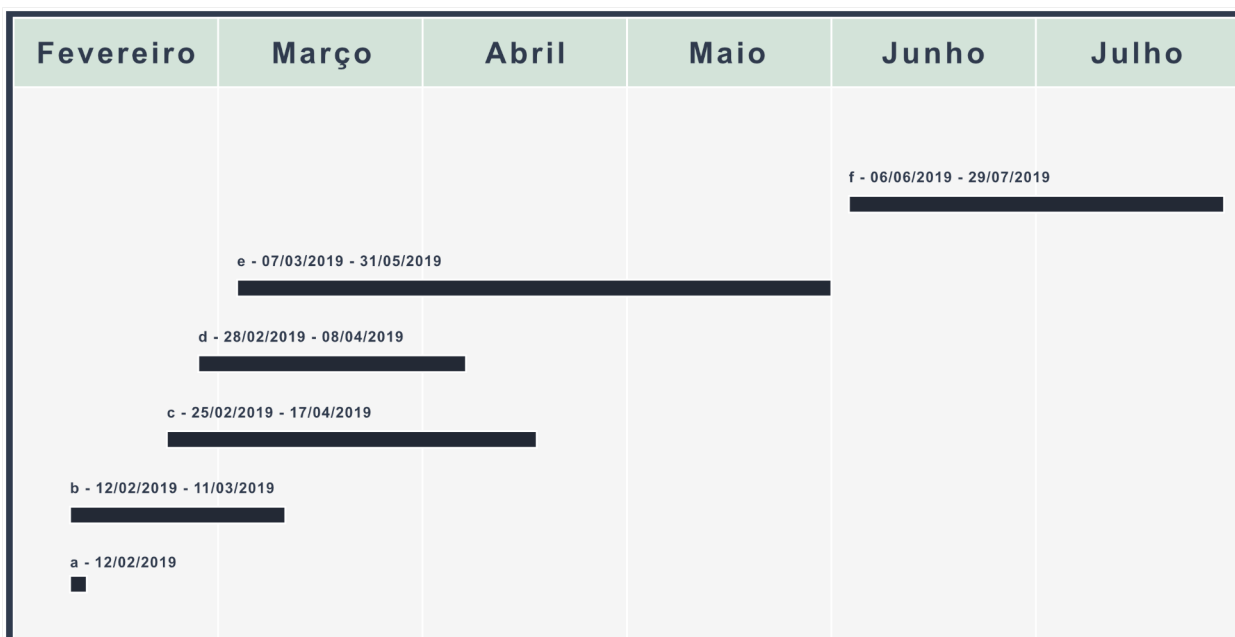 Fevereiro Março Abril Maio Junho Julho
f - 06/06/2019 - 29/07/2019
e - 07/03/2019 - 31/05/2019
d - 28/02/2019 - 08/04/2019
c - 25/02/2019 - 17/04/2019
b - 12/02/2019 - 11/03/2019
a - 12/02/2019